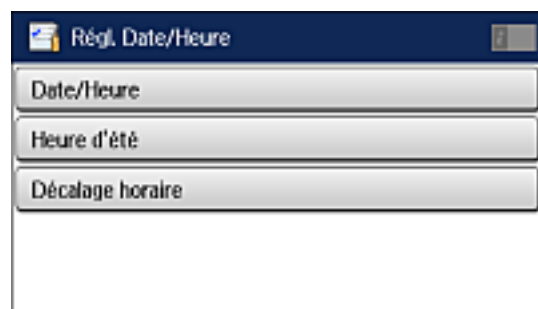 Régl. Date/Heure
Date/Heure
Heure d'été
Décalage horaire